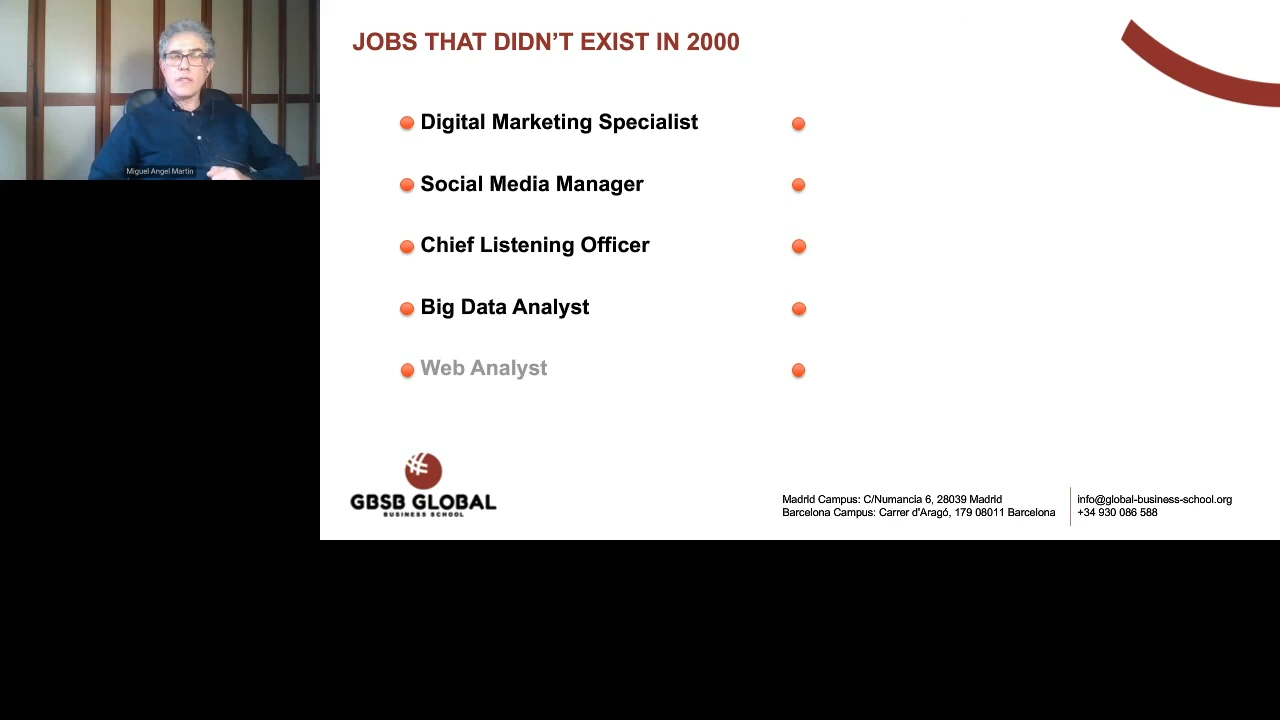 Miguel Angel Martin
JOBS THAT DIDN'T EXIST IN 2000
Digital Marketing Specialist
Social Media Manager
Chief Listening Officer
Big Data Analyst
Web Analyst
GBSB GLOBAL
BUSINESS SCHOOL
Madrid Campus: C/Numancia 6, 28039 Madrid
Barcelona Campus: Carrer d'Aragó, 179 08011 Barcelona
info@global-business-school.org
+34 930 086 588